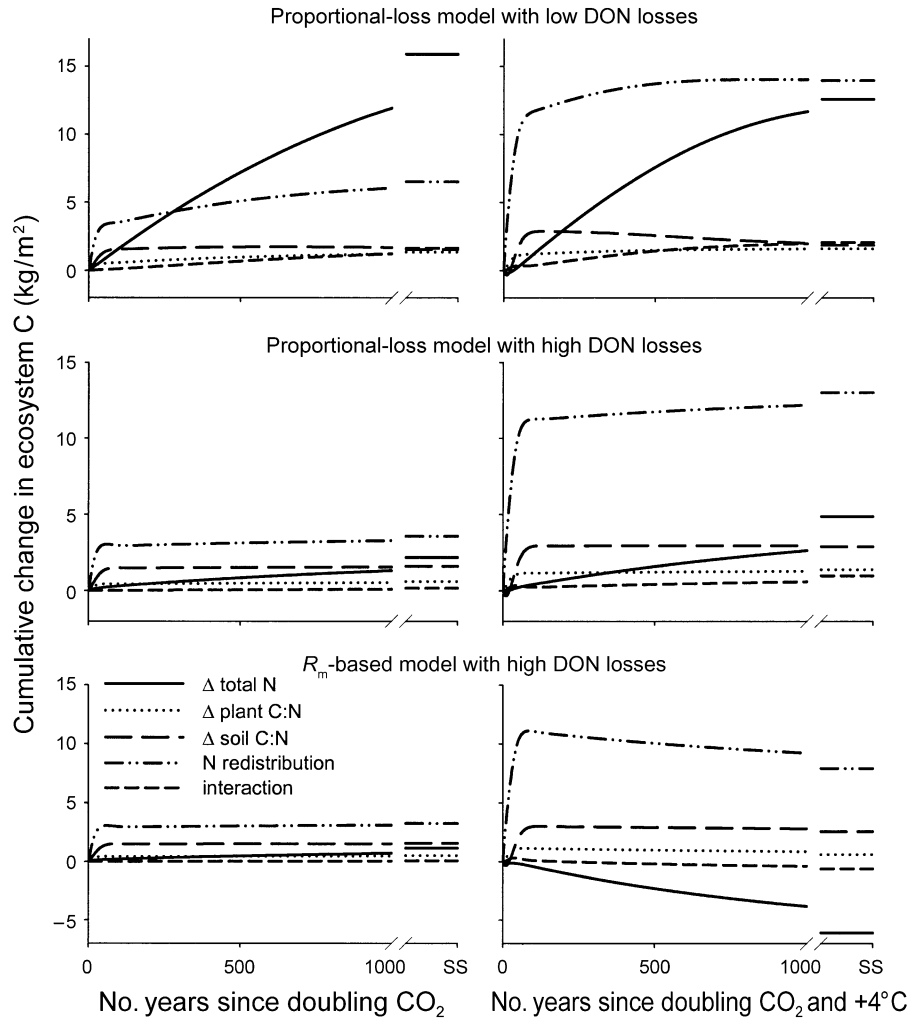 Proportional-loss model with low DON losses
15
10
5
0
Proportional-loss model with high DON losses
15
10
5
0
R_m-based model with high DON losses
15
10
5
0
–5
Δ total N
Δ plant C:N
Δ soil C:N
N redistribution
interaction
0 500 1000 SS
0 500 1000 SS
No. years since doubling CO₂
No. years since doubling CO₂ and +4°C
Cumulative change in ecosystem C (kg/m²)